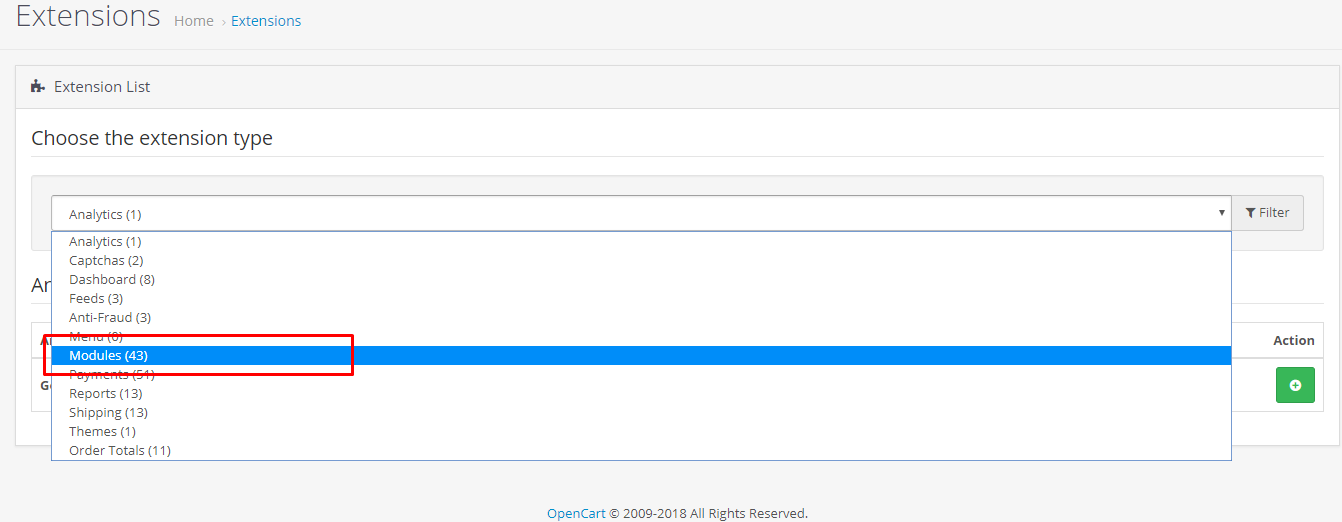 Extensions Home › Extensions
Extension List
Choose the extension type
Analytics (1) Filter
Analytics (1)
Captchas (2)
Dashboard (8)
Feeds (3)
Anti-Fraud (3)
Menu (0)
Modules (43)
Action
Payments (51)
Reports (13)
Shipping (13)
Themes (1)
Order Totals (11)
OpenCart © 2009-2018 All Rights Reserved.